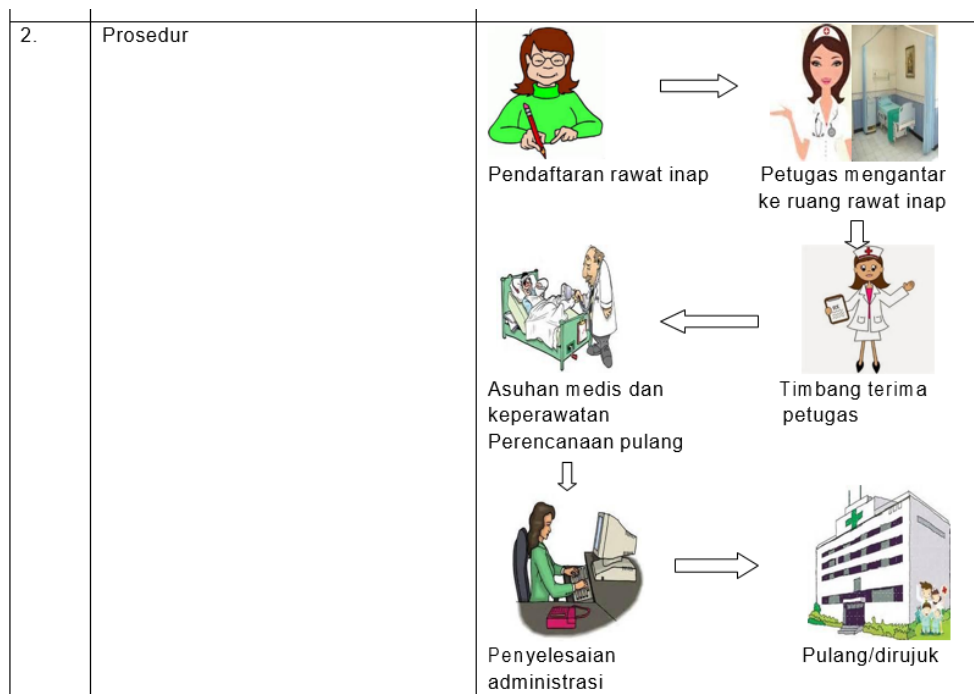 2.
Prosedur
Pendaftaran rawat inap
Petugas mengantar
ke ruang rawat inap
Timbang terima
petugas
Asuhan medis dan
keperawatan
Perencanaan pulang
Penyelesaian
administrasi
Pulang/dirujuk